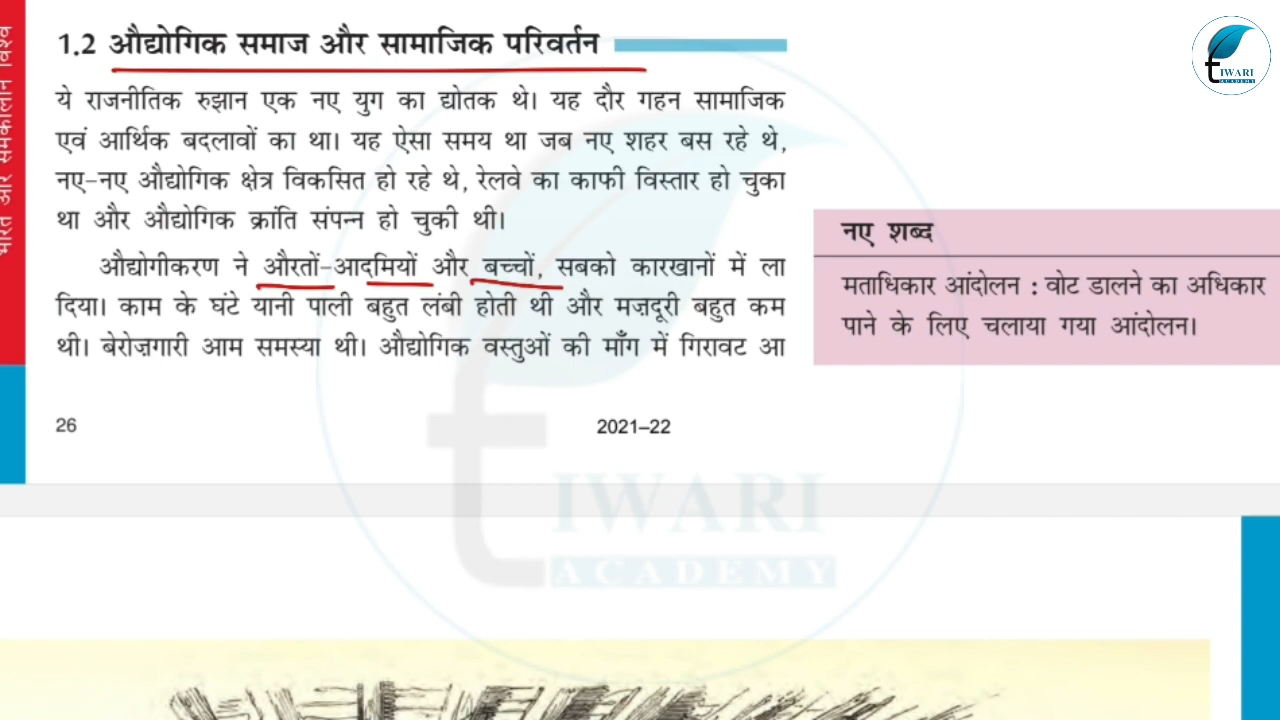 1.2 औद्योगिक समाज और सामाजिक परिवर्तन
ये राजनीतिक रुझान एक नए युग का द्योतक थे। यह दौर गहन सामाजिक
एवं आर्थिक बदलावों का था। यह ऐसा समय था जब नए शहर बस रहे थे,
नए-नए औद्योगिक क्षेत्र विकसित हो रहे थे, रेलवे का काफी विस्तार हो चुका
था और औद्योगिक क्रांति संपन्न हो चुकी थी।
औद्योगीकरण ने औरतों-आदमियों और बच्चों, सबको कारखानों में ला
दिया। काम के घंटे यानी पाली बहुत लंबी होती थी और मज़दूरी बहुत कम
थी। बेरोज़गारी आम समस्या थी। औद्योगिक वस्तुओं की माँग में गिरावट आ
नए शब्द
मताधिकार आंदोलन : वोट डालने का अधिकार
पाने के लिए चलाया गया आंदोलन।
26
2021–22
भारत और समकालीन विश्व
tIWARI
ACADEMY
tIWARI
ACADEMY